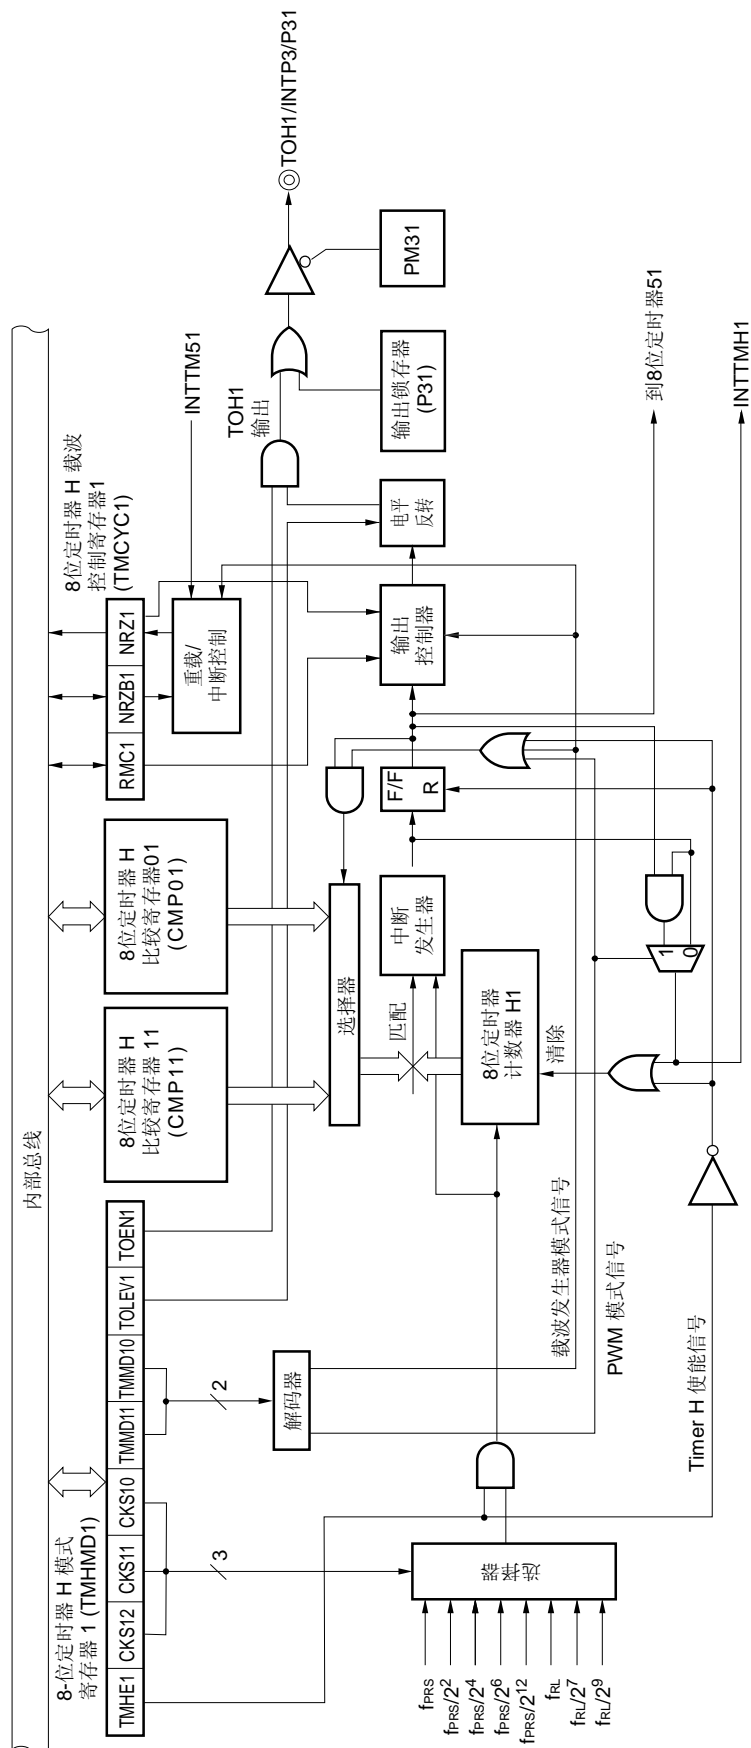 内部总线
8-位定时器 H 模式
寄存器 1 (TMHMD1)
TMHE1 CKS12 CKS11 CKS10 TMMD11 TMMD10 TOLEV1 TOEN1
8位定时器 H
比较寄存器 11
(CMP11)
8位定时器 H
比较寄存器01
(CMP01)
8位定时器 H 载波
控制寄存器1
(TMCYC1)
RMC1 NRZB1 NRZ1
INTTM51
重载/
中断控制
TOH1
输出
TOH1/INTP3/P31
3
2
解码器
选择器
匹配
中断
发生器
F/F
R
输出
控制器
电平
反转
输出锁存器
(P31)
PM31
fPRS
fPRS/2²
fPRS/2⁴
fPRS/2⁶
fPRS/2¹²
fRL
fRL/2⁷
fRL/2⁹
选择器
8位定时器
计数器 H1
清除
载波发生器模式信号
PWM 模式信号
Timer H 使能信号
1
0
到8位定时器51
INTTMH1